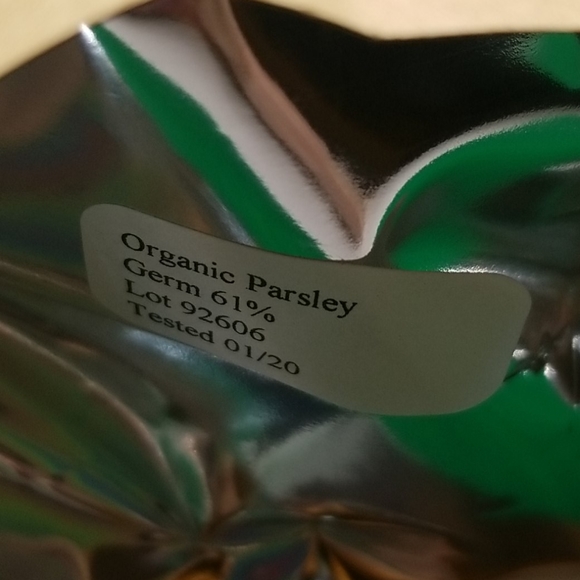 Organic Parsley
Germ 61%
Lot 92606
Tested 01/20